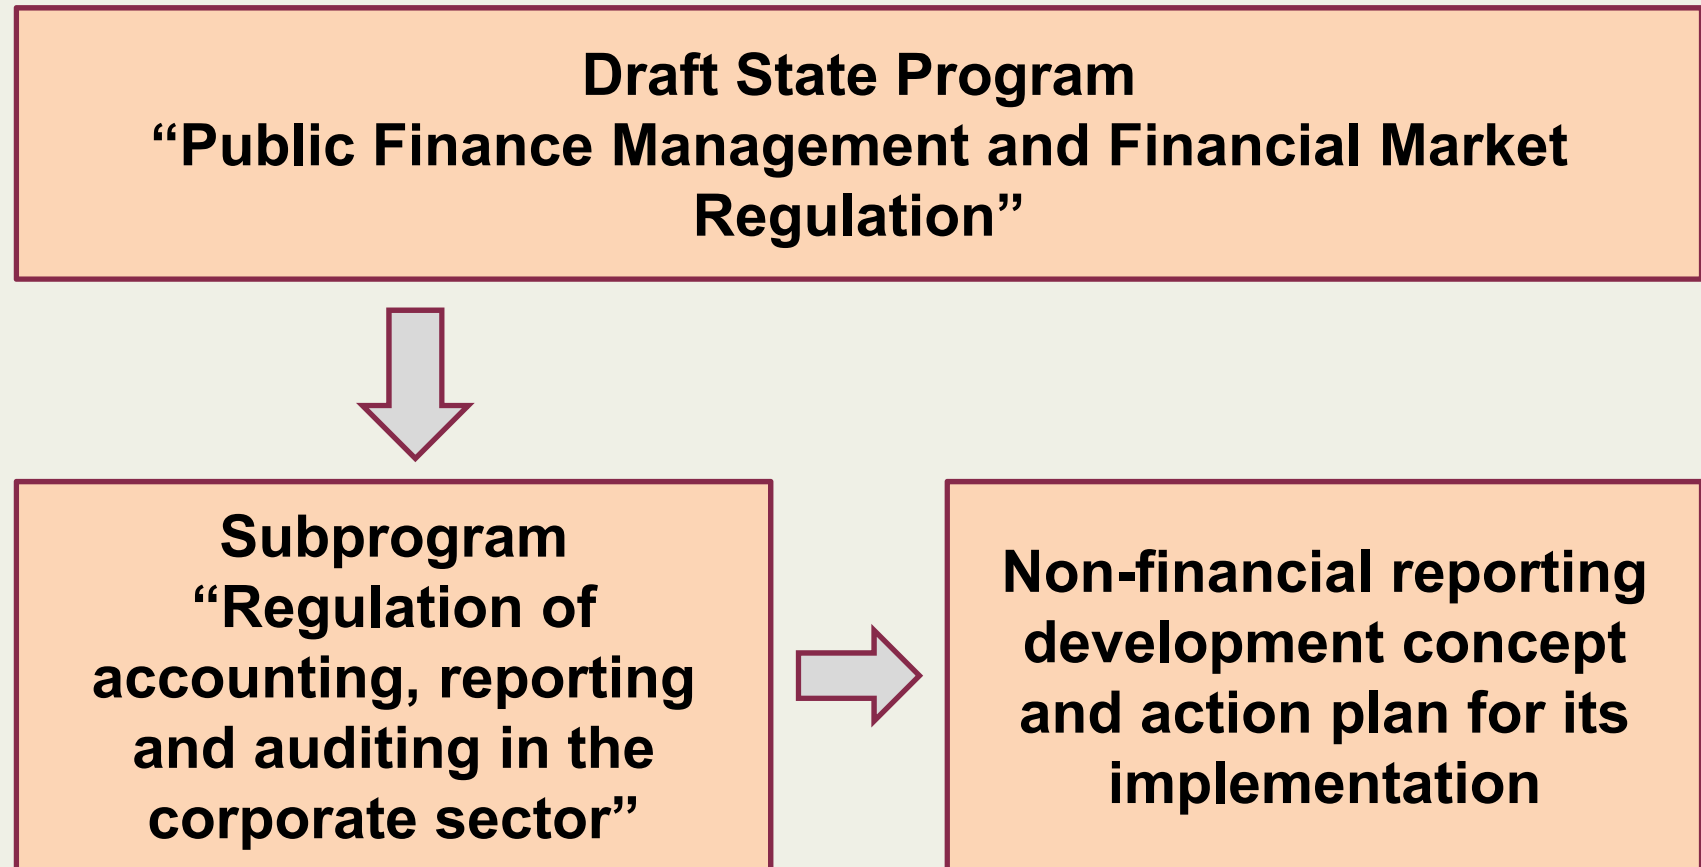 Draft State Program
“Public Finance Management and Financial Market
Regulation”
Subprogram
“Regulation of
accounting, reporting
and auditing in the
corporate sector”
Non-financial reporting
development concept
and action plan for its
implementation